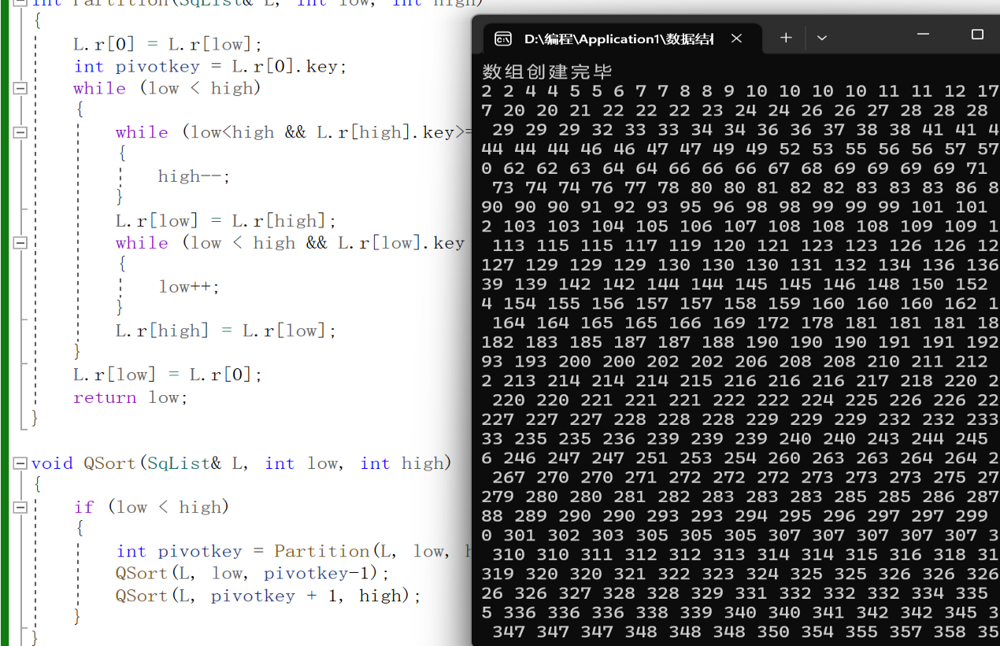 int Partition(SqList& L, int low, int high)
{
L.r[0] = L.r[low];
int pivotkey = L.r[0].key;
while (low < high)
{
while (low<high && L.r[high].key>=
{
high--;
}
L.r[low] = L.r[high];
while (low < high && L.r[low].key
{
low++;
}
L.r[high] = L.r[low];
}
L.r[low] = L.r[0];
return low;
}
void QSort(SqList& L, int low, int high)
{
if (low < high)
{
int pivotkey = Partition(L, low, h
QSort(L, low, pivotkey-1);
QSort(L, pivotkey + 1, high);
}
}
D:\编程\Application1\数据结
数组创建完毕
2 2 4 4 5 5 6 7 7 8 8 9 10 10 10 10 11 11 12 17
7 20 20 21 22 22 22 23 24 24 26 26 27 28 28 28
29 29 29 32 33 33 34 34 36 36 37 38 38 41 41 4
44 44 44 46 46 47 47 49 49 52 53 55 56 56 57 57
0 62 62 63 64 64 66 66 66 67 68 69 69 69 69 71
73 74 74 76 77 78 80 80 81 82 82 83 83 83 86 8
90 90 90 91 92 93 95 96 98 98 99 99 99 101 101
2 103 103 104 105 106 107 108 108 108 109 109 1
113 115 115 117 119 120 121 123 123 126 126 12
127 129 129 129 130 130 130 131 132 134 136 136
39 139 142 142 144 144 145 145 146 148 150 152
4 154 155 156 157 157 158 159 160 160 160 162 1
164 164 165 165 166 169 172 178 181 181 181 18
182 183 185 187 187 188 190 190 190 191 191 192
93 193 200 200 202 202 206 208 208 210 211 212
2 213 214 214 214 215 216 216 216 217 218 220 2
220 220 221 221 221 222 222 224 225 226 226 22
227 227 227 228 228 228 229 229 229 232 232 233
33 235 235 236 239 239 239 240 240 243 244 245
6 246 247 247 251 253 254 260 263 263 264 264 2
267 270 270 271 272 272 272 273 273 273 275 27
279 280 280 281 282 283 283 283 285 285 286 287
88 289 290 290 293 293 294 295 296 297 297 299
0 301 302 303 305 305 305 307 307 307 307 307 3
310 310 311 312 312 313 314 314 315 316 318 31
319 320 320 321 322 323 324 325 325 326 326 326
26 326 327 328 328 329 331 332 332 332 334 335
5 336 336 336 338 339 340 340 341 342 342 345 3
347 347 347 348 348 348 350 354 355 357 358 35